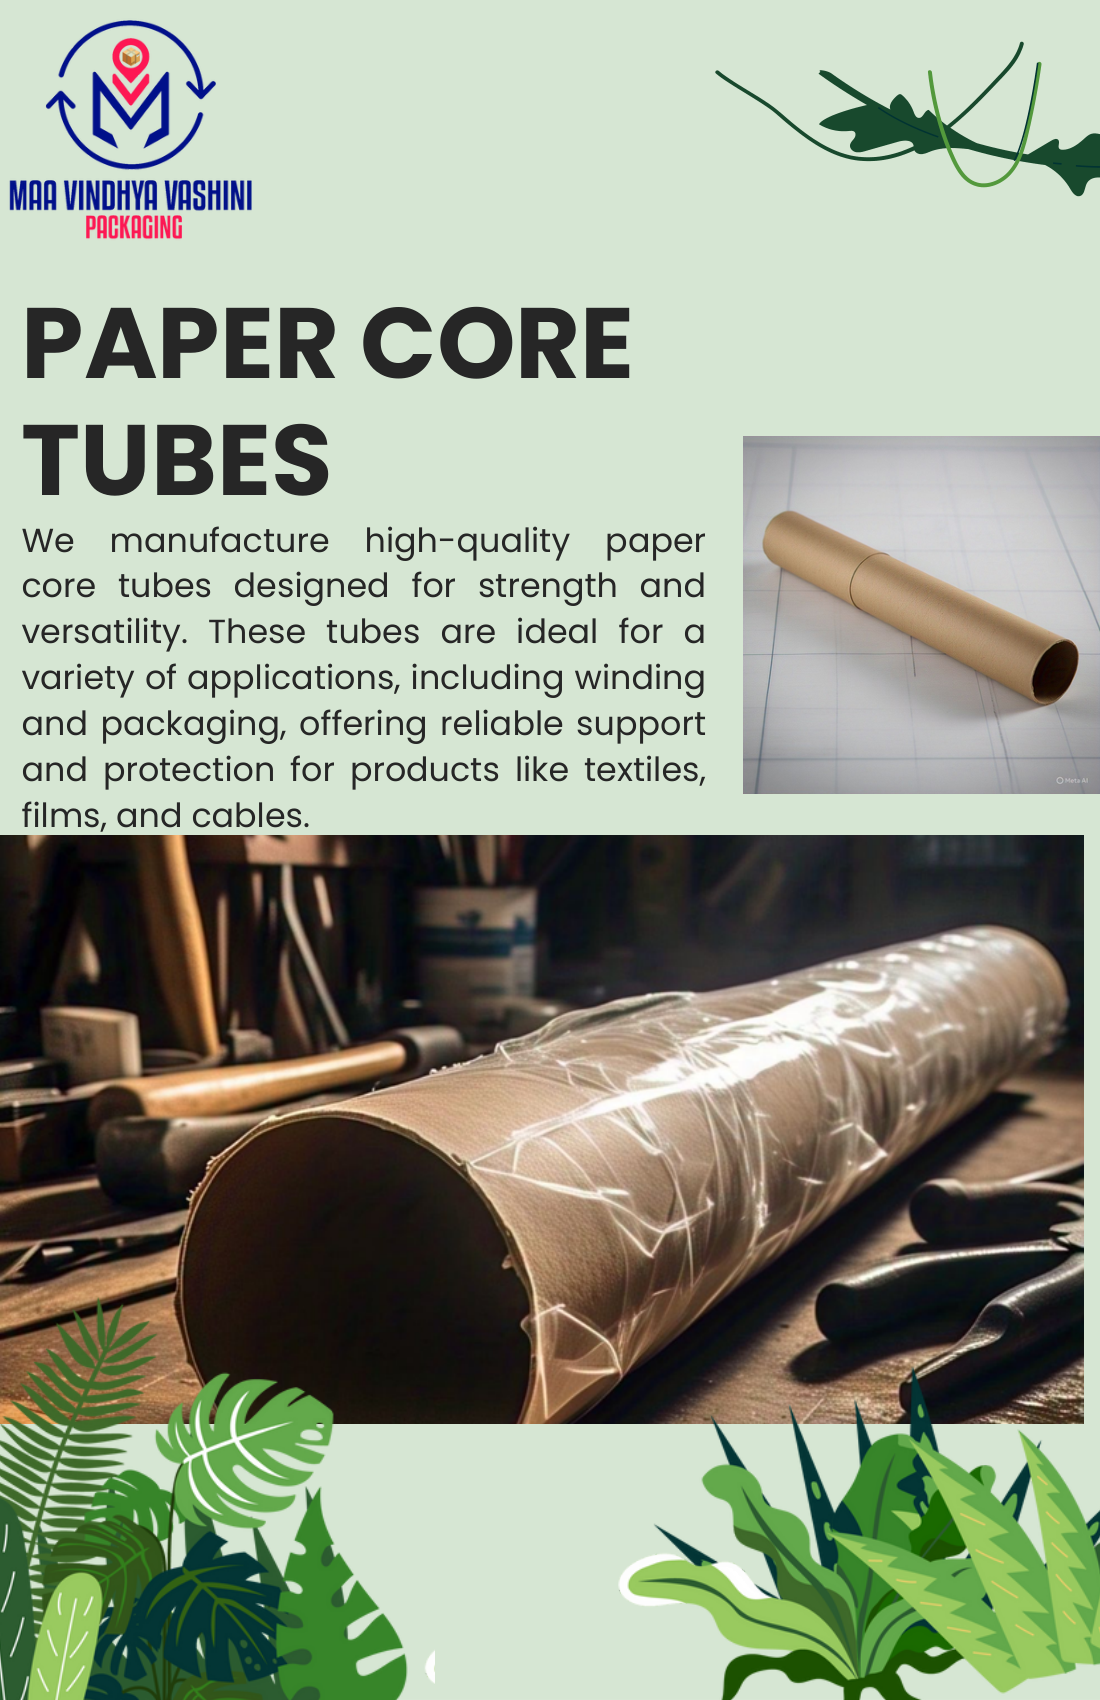 MAA VINDHYA VASHINI
PACKAGING
PAPER CORE
TUBES
We manufacture high-quality paper
core tubes designed for strength and
versatility. These tubes are ideal for a
variety of applications, including winding
and packaging, offering reliable support
and protection for products like textiles,
films, and cables.
Meta AI